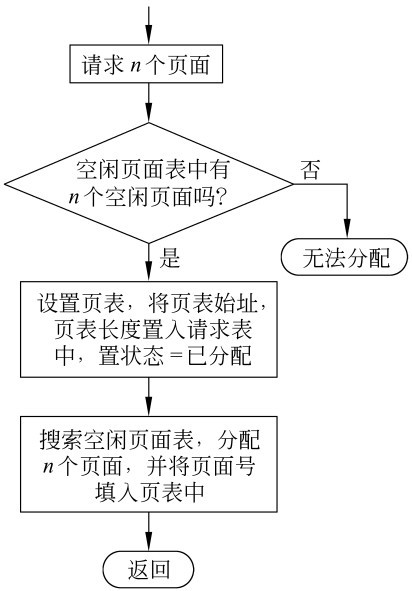 请求 n 个页面
空闲页面表中有
n个空闲页面吗?
否
无法分配
是
设置页表，将页表始址，
页表长度置入请求表
中，置状态=已分配
搜索空闲页面表，分配
n个页面，并将页面号
填入页表中
返回